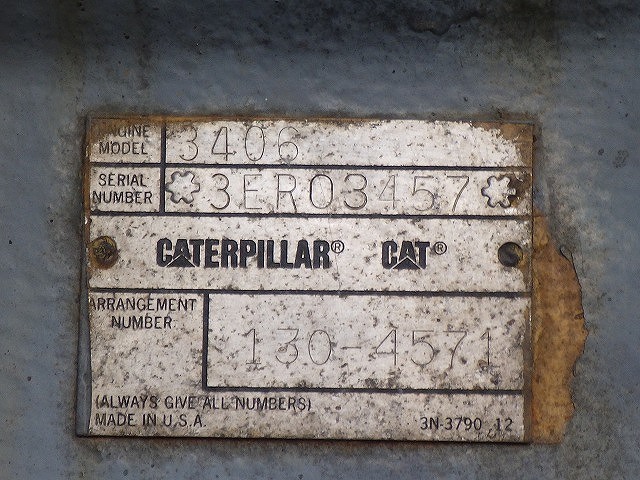 ENGINE
MODEL 3406
SERIAL
NUMBER 3ER03457
CATERPILLAR® CAT®
ARRANGEMENT
NUMBER
130-4571
(ALWAYS GIVE ALL NUMBERS)
MADE IN U.S.A. 3N-3790 12